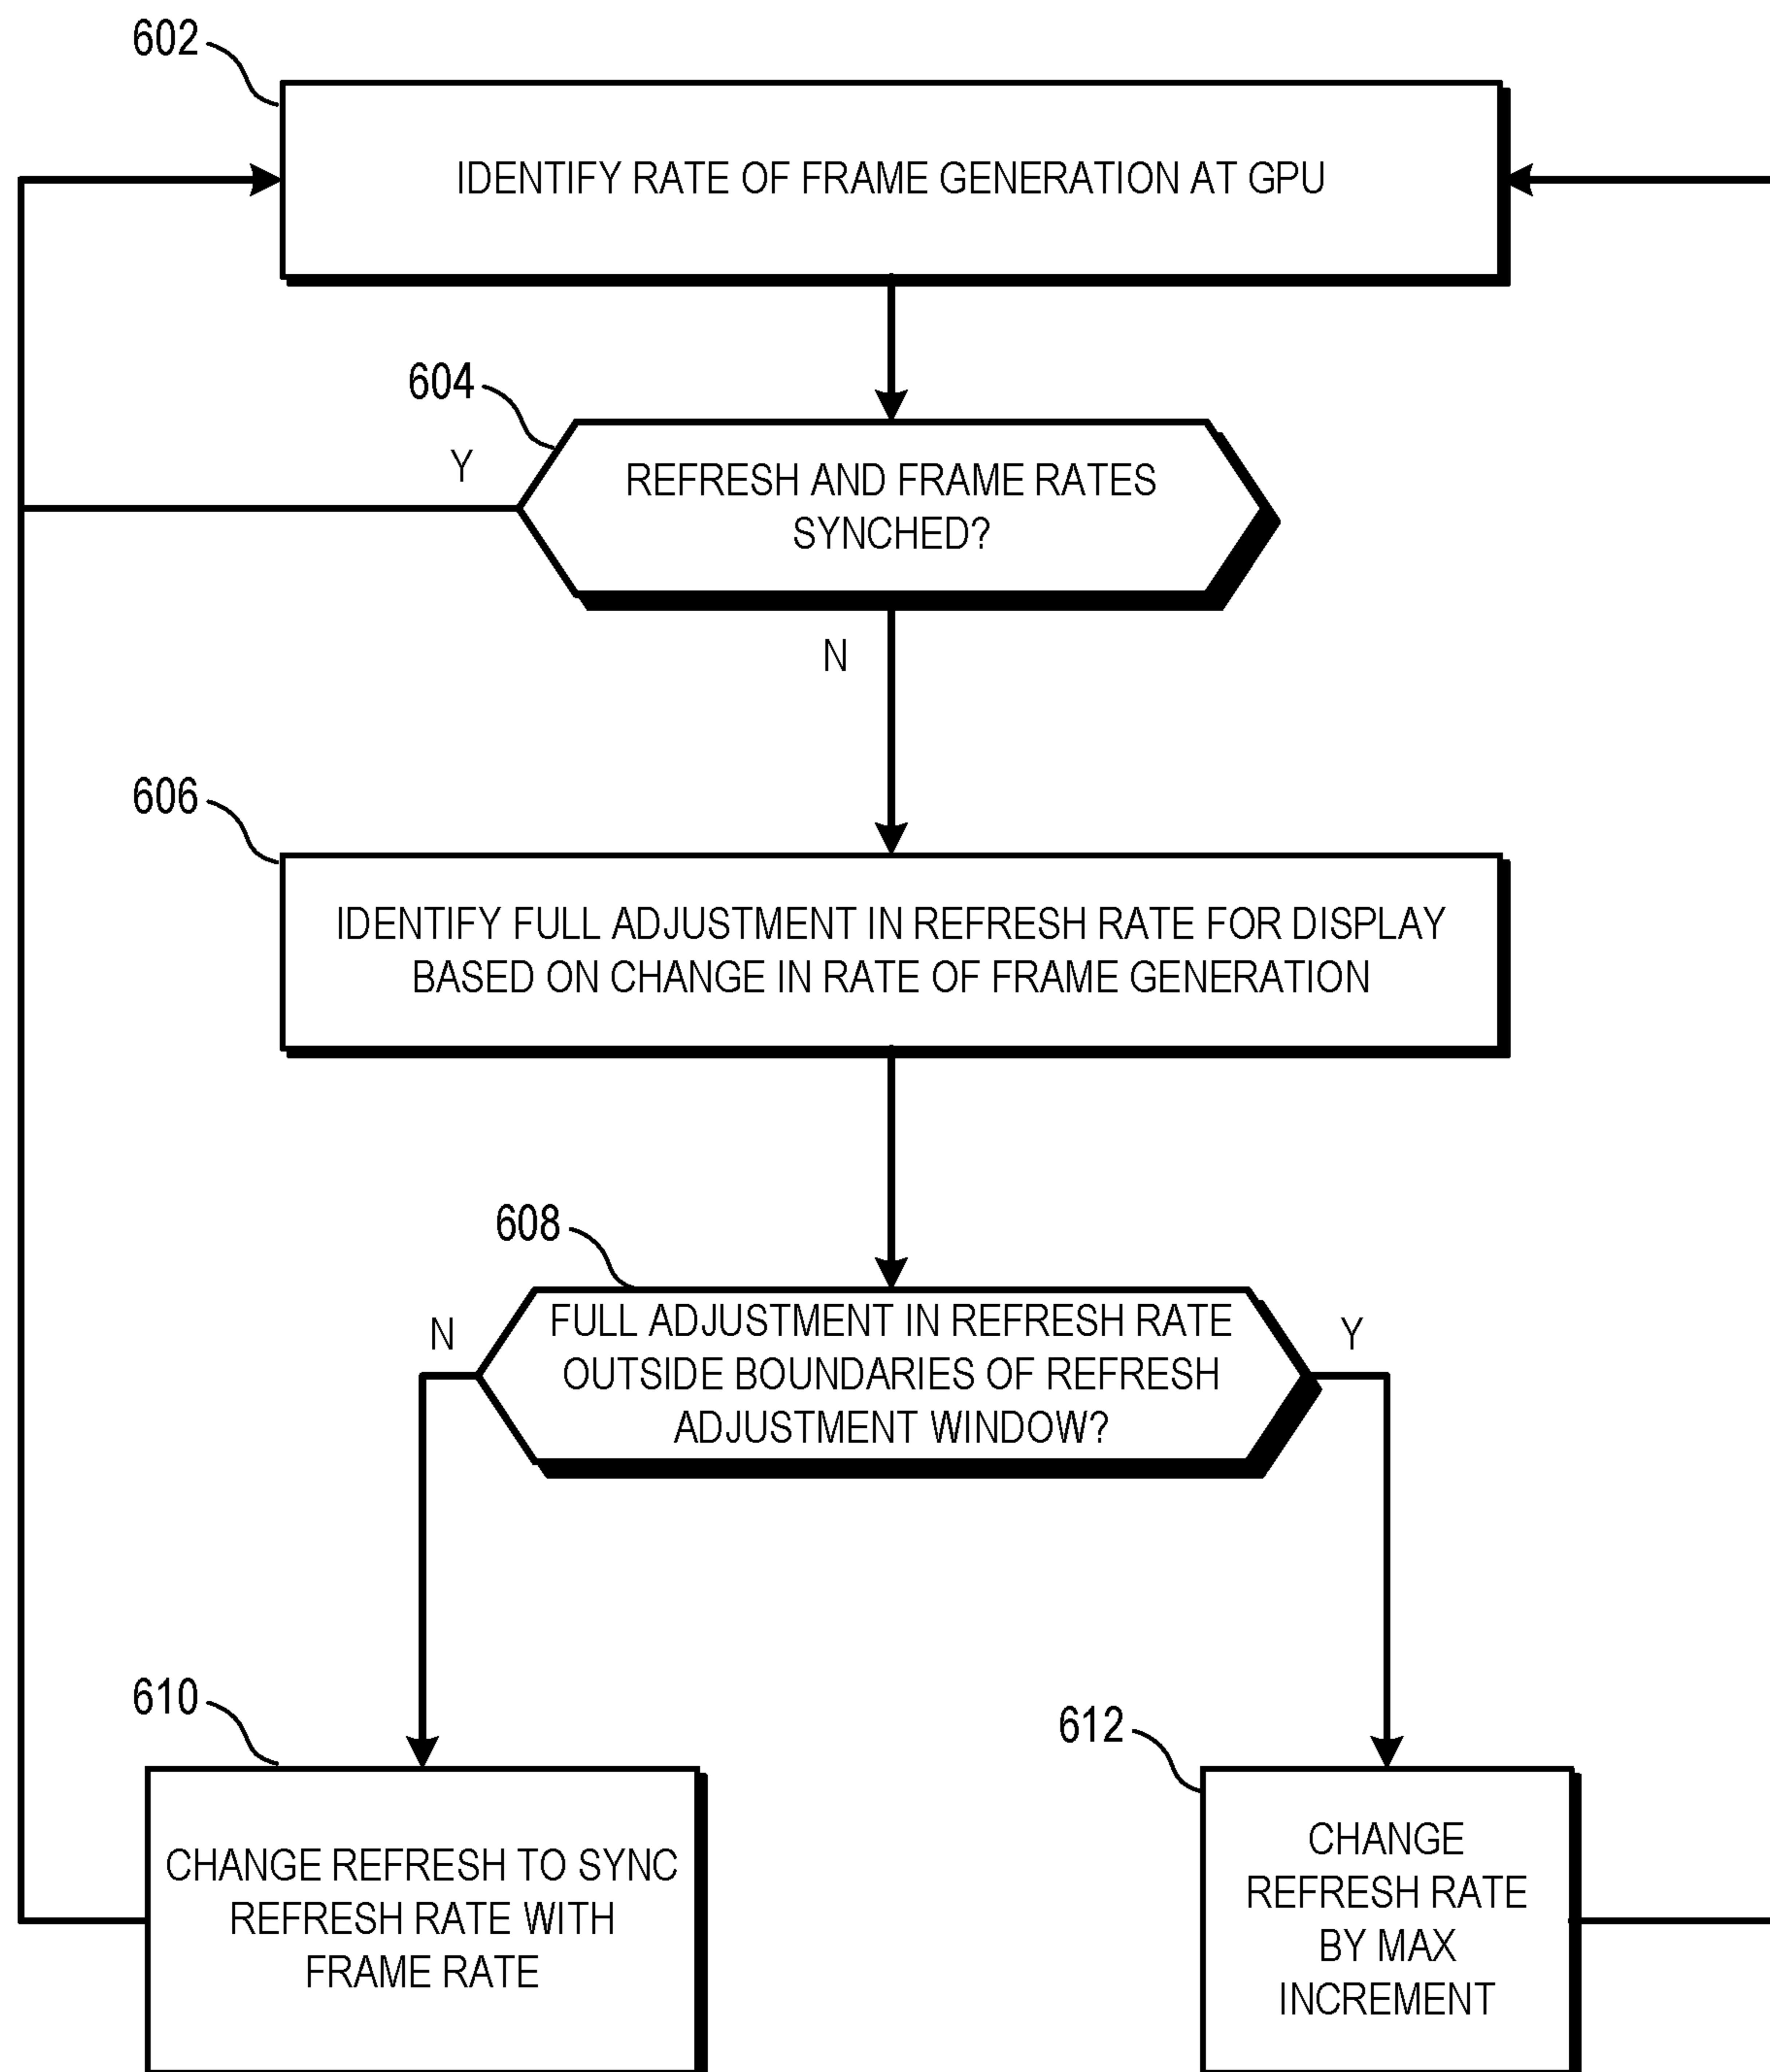 602
IDENTIFY RATE OF FRAME GENERATION AT GPU
604
Y
REFRESH AND FRAME RATES
SYNCHED?
N
606
IDENTIFY FULL ADJUSTMENT IN REFRESH RATE FOR DISPLAY
BASED ON CHANGE IN RATE OF FRAME GENERATION
608
N
FULL ADJUSTMENT IN REFRESH RATE
OUTSIDE BOUNDARIES OF REFRESH
ADJUSTMENT WINDOW?
Y
610
CHANGE REFRESH TO SYNC
REFRESH RATE WITH
FRAME RATE
612
CHANGE
REFRESH RATE
BY MAX
INCREMENT